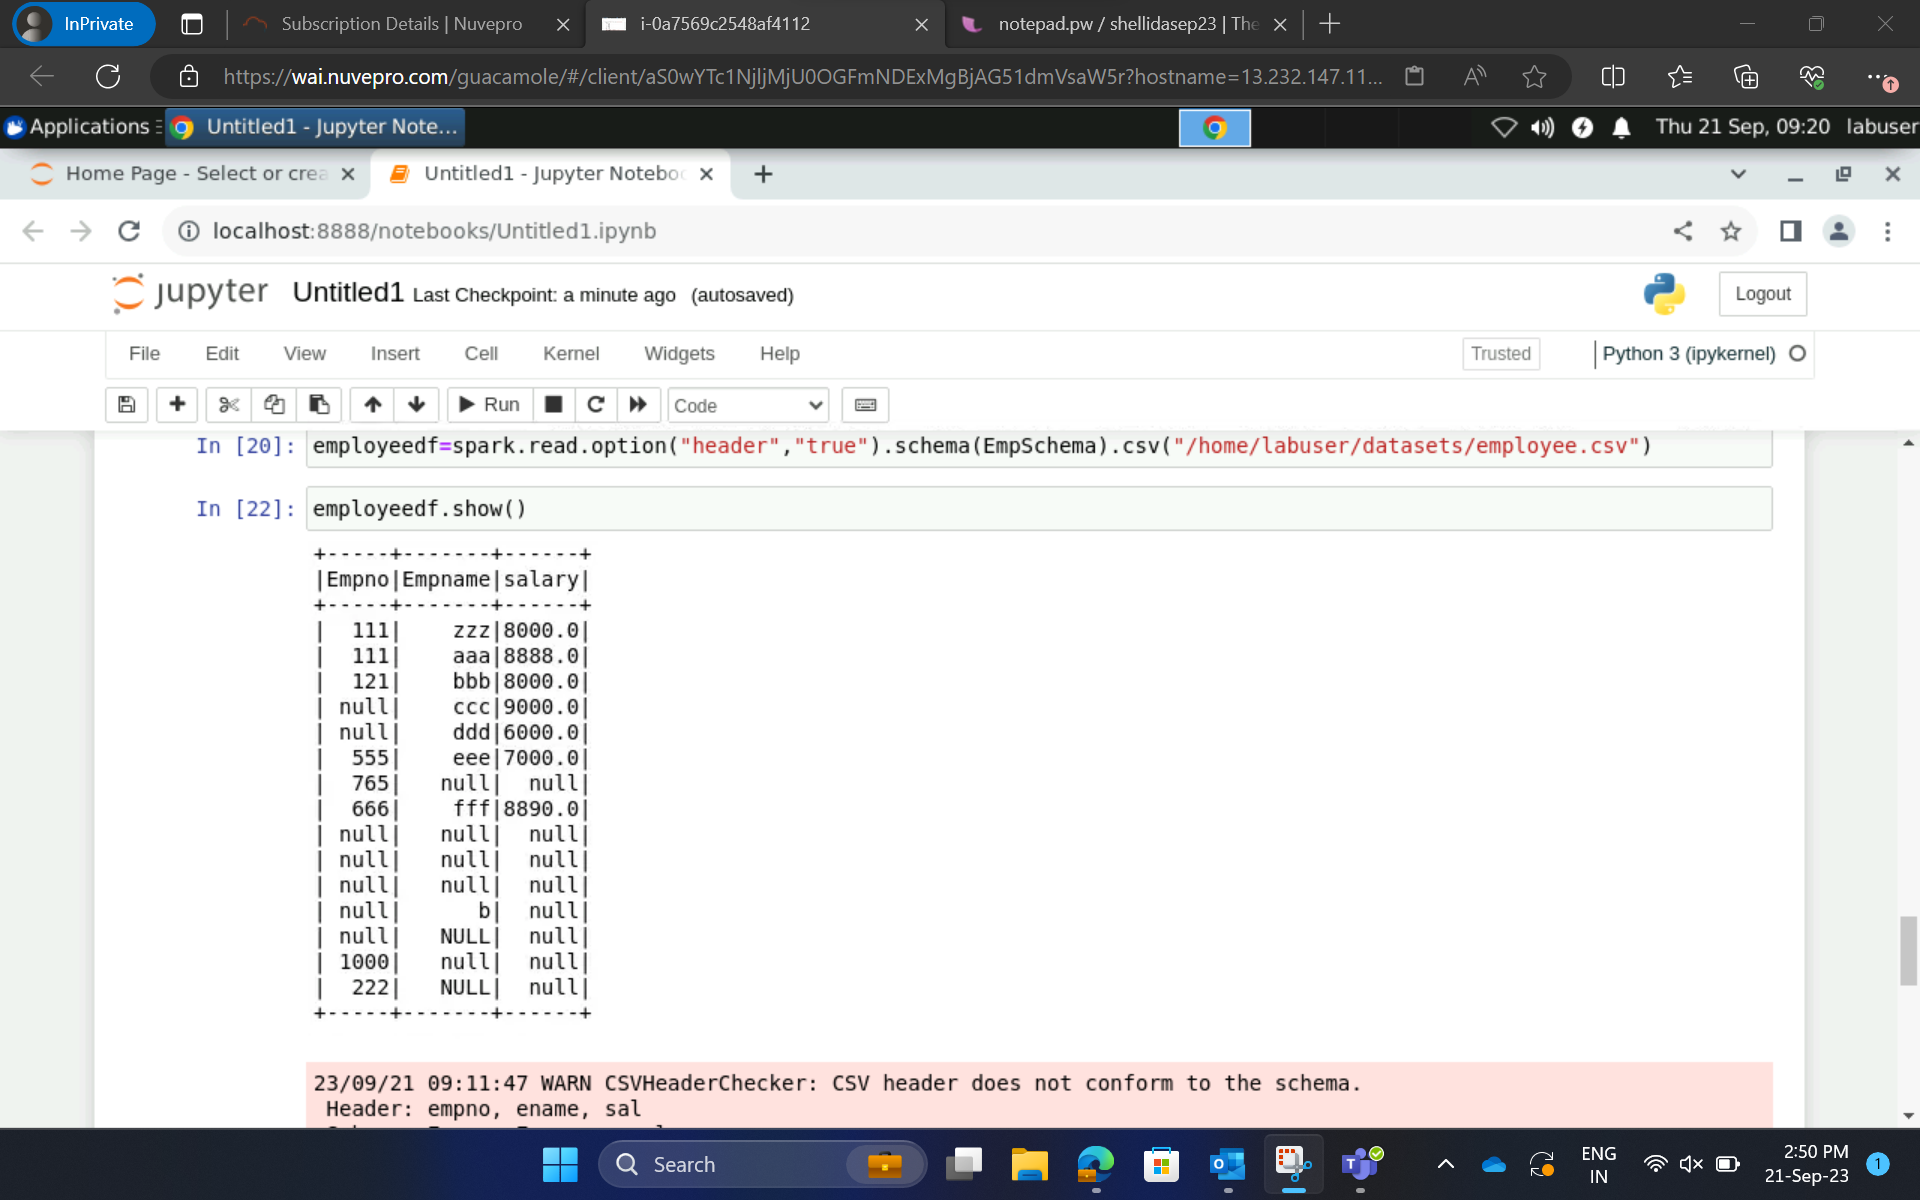 InPrivate
Subscription Details | Nuvepro
i-0a7569c2548af4112
notepad.pw / shellidasep23 | The
https://wai.nuvepro.com/guacamole/#/client/aS0wYTc1NjljMjU0OGFmNDExMgBjAG51dmVsaW5r?hostname=13.232.147.11...
Applications
Untitled1 - Jupyter Note...
Thu 21 Sep, 09:20 labuser
Home Page - Select or crea
Untitled1 - Jupyter Noteboo
localhost:8888/notebooks/Untitled1.ipynb
jupyter Untitled1 Last Checkpoint: a minute ago (autosaved)
Logout
File Edit View Insert Cell Kernel Widgets Help
Trusted
Python 3 (ipykernel)
Run
Code
In [20]: employeedf=spark.read.option("header","true").schema(EmpSchema).csv("/home/labuser/datasets/employee.csv")
In [22]: employeedf.show()
+-----+-------+------+
|Empno|Empname|salary|
+-----+-------+------+
|  111|    zzz|8000.0|
|  111|    aaa|8888.0|
|  121|    bbb|8000.0|
| null|    ccc|9000.0|
| null|    ddd|6000.0|
|  555|    eee|7000.0|
|  765|   null|  null|
|  666|    fff|8890.0|
| null|   null|  null|
| null|   null|  null|
| null|   null|  null|
| null|      b|  null|
| null|   NULL|  null|
| 1000|   null|  null|
|  222|   NULL|  null|
+-----+-------+------+
23/09/21 09:11:47 WARN CSVHeaderChecker: CSV header does not conform to the schema.
Header: empno, ename, sal
Search
ENG
IN
2:50 PM
21-Sep-23
1